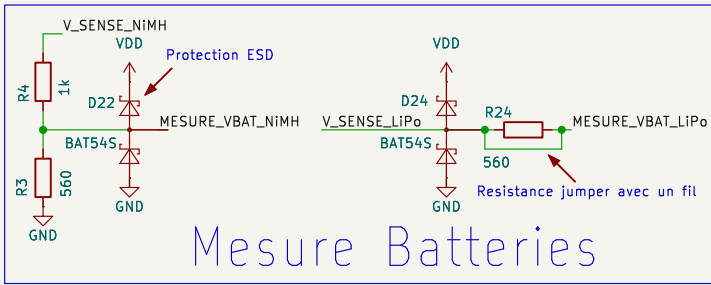 V_SENSE_NiMH
VDD
Protection ESD
R4
1k
D22
MESURE_VBAT_NiMH
BAT54S
R3
560
GND
GND
VDD
D24
R24
V_SENSE_LiPo
MESURE_VBAT_LiPo
BAT54S
560
Resistance jumper avec un fil
GND
Mesure Batteries